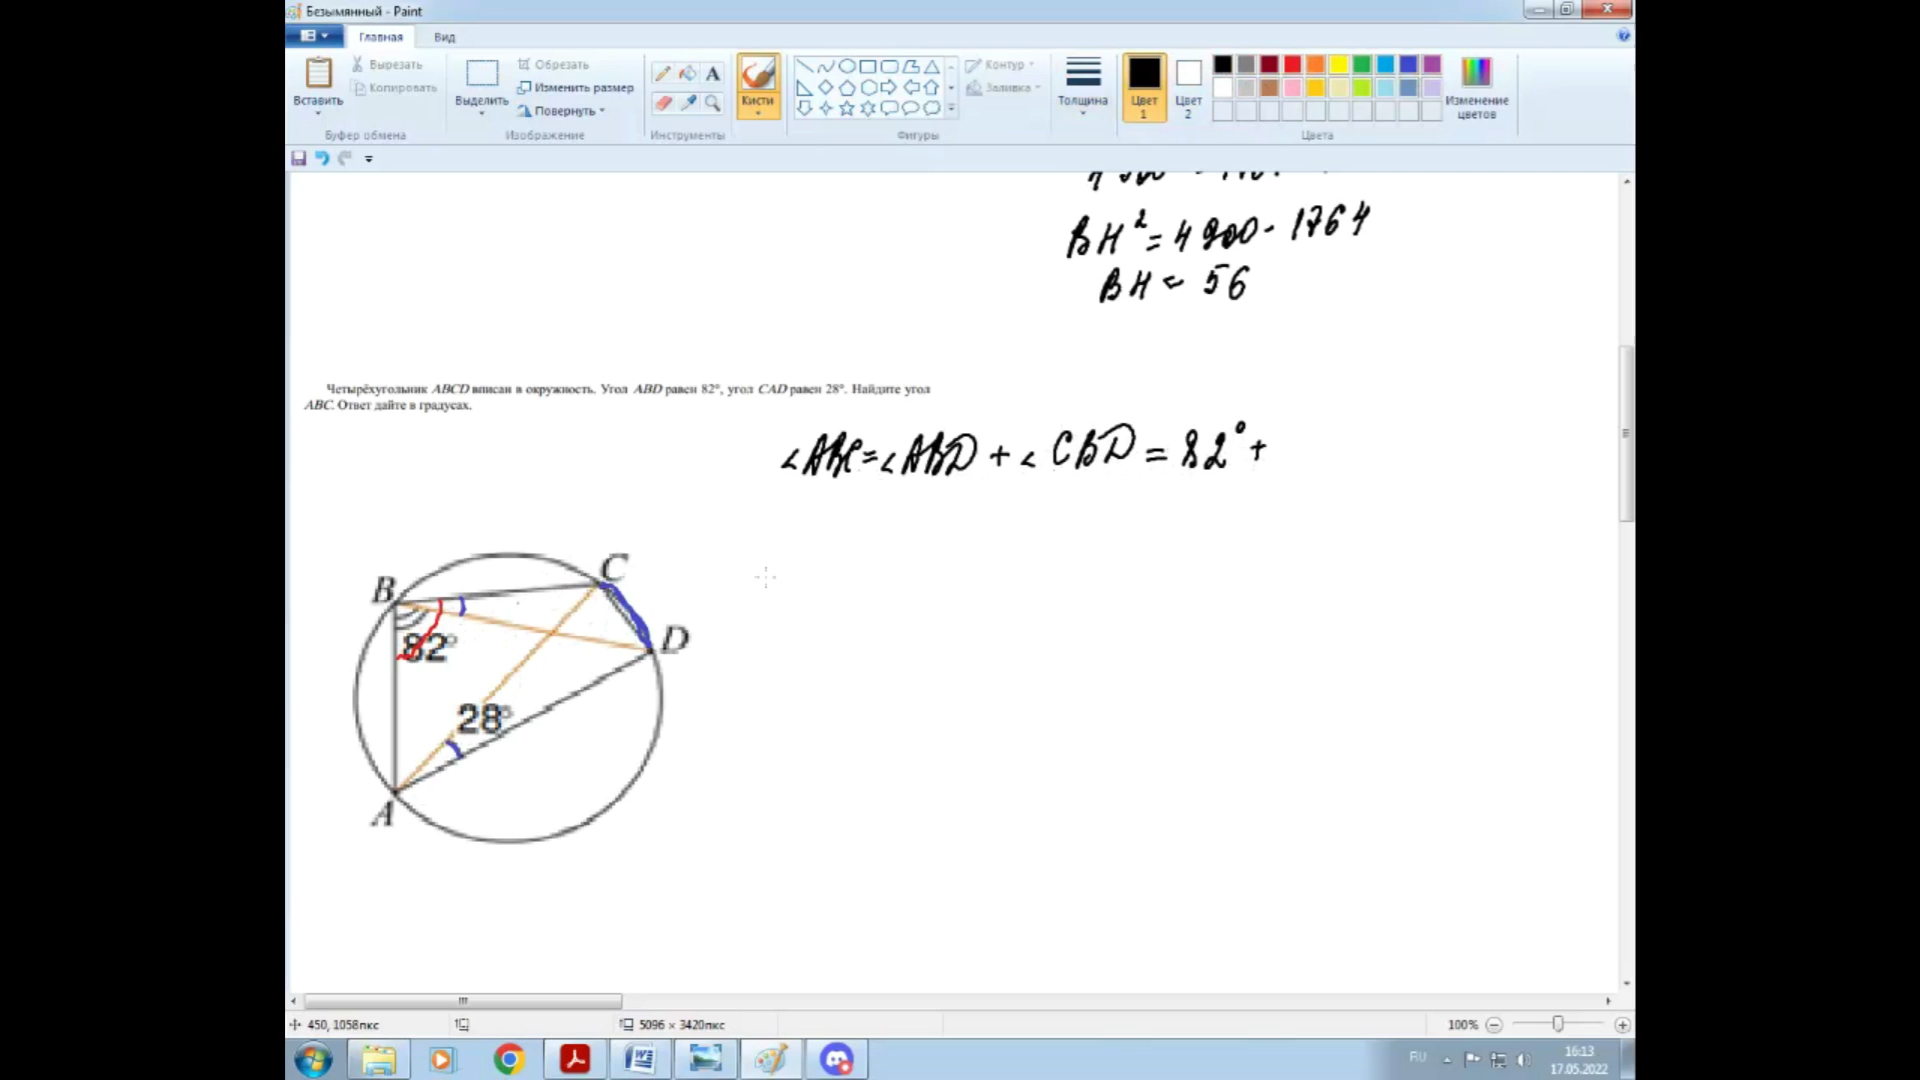 Безымянный - Paint
Главная Вид
Вставить
Вырезать
Копировать
Буфер обмена
Выделить
Обрезать
Изменить размер
Повернуть
Изображение
A
Инструменты
Кисти
Фигуры
Контур
Заливка
Толщина
Цвет 1
Цвет 2
Изменение цветов
Цвета
BH² = 4900 - 1764
BH = 56
Четырёхугольник ABCD вписан в окружность. Угол ABD равен 82°, угол CAD равен 28°. Найдите угол
ABC. Ответ дайте в градусах.
∠ABC = ∠ABD + ∠CBD = 82° +
C
B
82°
D
28°
A
450, 1058пкс
5096 × 3420пкс
100%
RU
16:13
17.05.2022